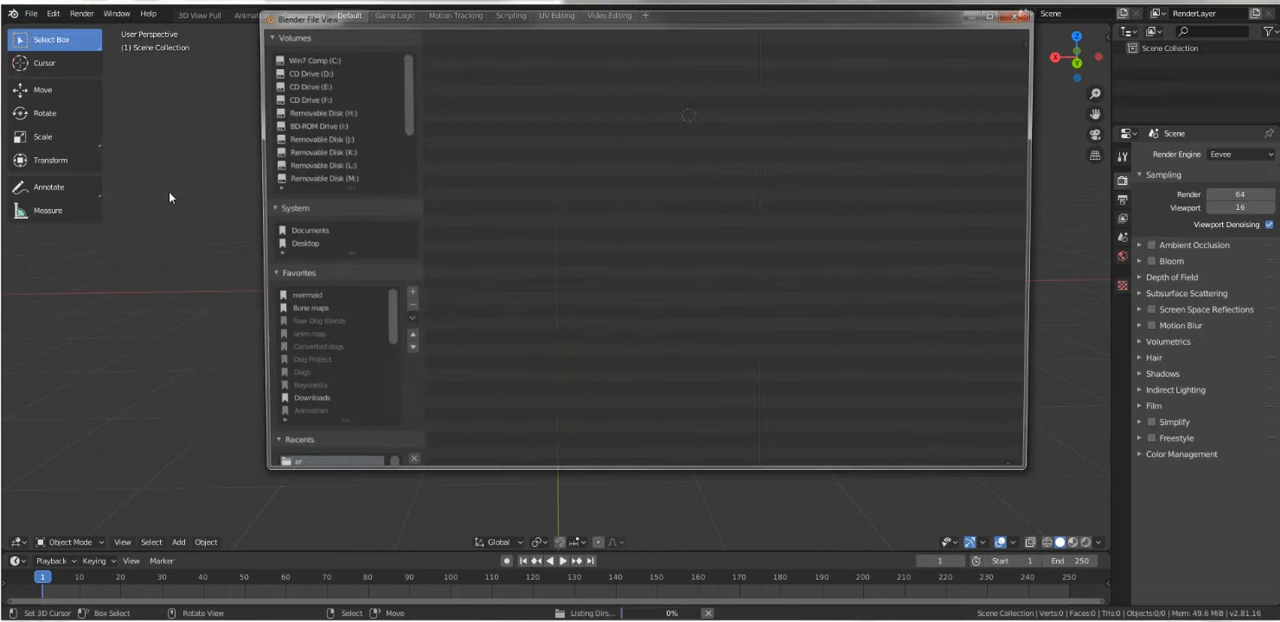 File Edit Render Window Help 3D View Full Default Game Logic Motion Tracking Scripting UV Editing Video Editing + Scene RenderLayer
Blender File View
Select Box
Cursor
Move
Rotate
Scale
Transform
Annotate
Measure
User Perspective
(1) Scene Collection
Volumes
Win7 Comp (C:)
CD Drive (D:)
CD Drive (E:)
CD Drive (F:)
Removable Disk (H:)
BD-ROM Drive (I:)
Removable Disk (J:)
Removable Disk (K:)
Removable Disk (L:)
Removable Disk (M:)
System
Documents
Desktop
Favorites
mermaid
Bone maps
Raw Dog Blends
Converted dogs
Dog Project
Dogs
Bayonetta
Downloads
Animation
Recents
er
Z
X
Y
Scene Collection
Scene
Render Engine Eevee
Sampling
Render 64
Viewport 16
Viewport Denoising
Ambient Occlusion
Bloom
Depth of Field
Subsurface Scattering
Screen Space Reflections
Motion Blur
Volumetrics
Hair
Shadows
Indirect Lighting
Film
Simplify
Freestyle
Color Management
Object Mode View Select Add Object Global
Playback Keying View Marker 1 Start 1 End 250
1 10 20 30 40 50 60 70 80 90 100 110 120 130 140 150 160 170 180 190 200 210 220 230 240 250
Set 3D Cursor Box Select Rotate View Select Move Listing Dirs... 0% Scene Collection | Verts:0 | Faces:0 | Tris:0 | Objects:0/0 | Mem: 49.6 MiB | v2.81.16